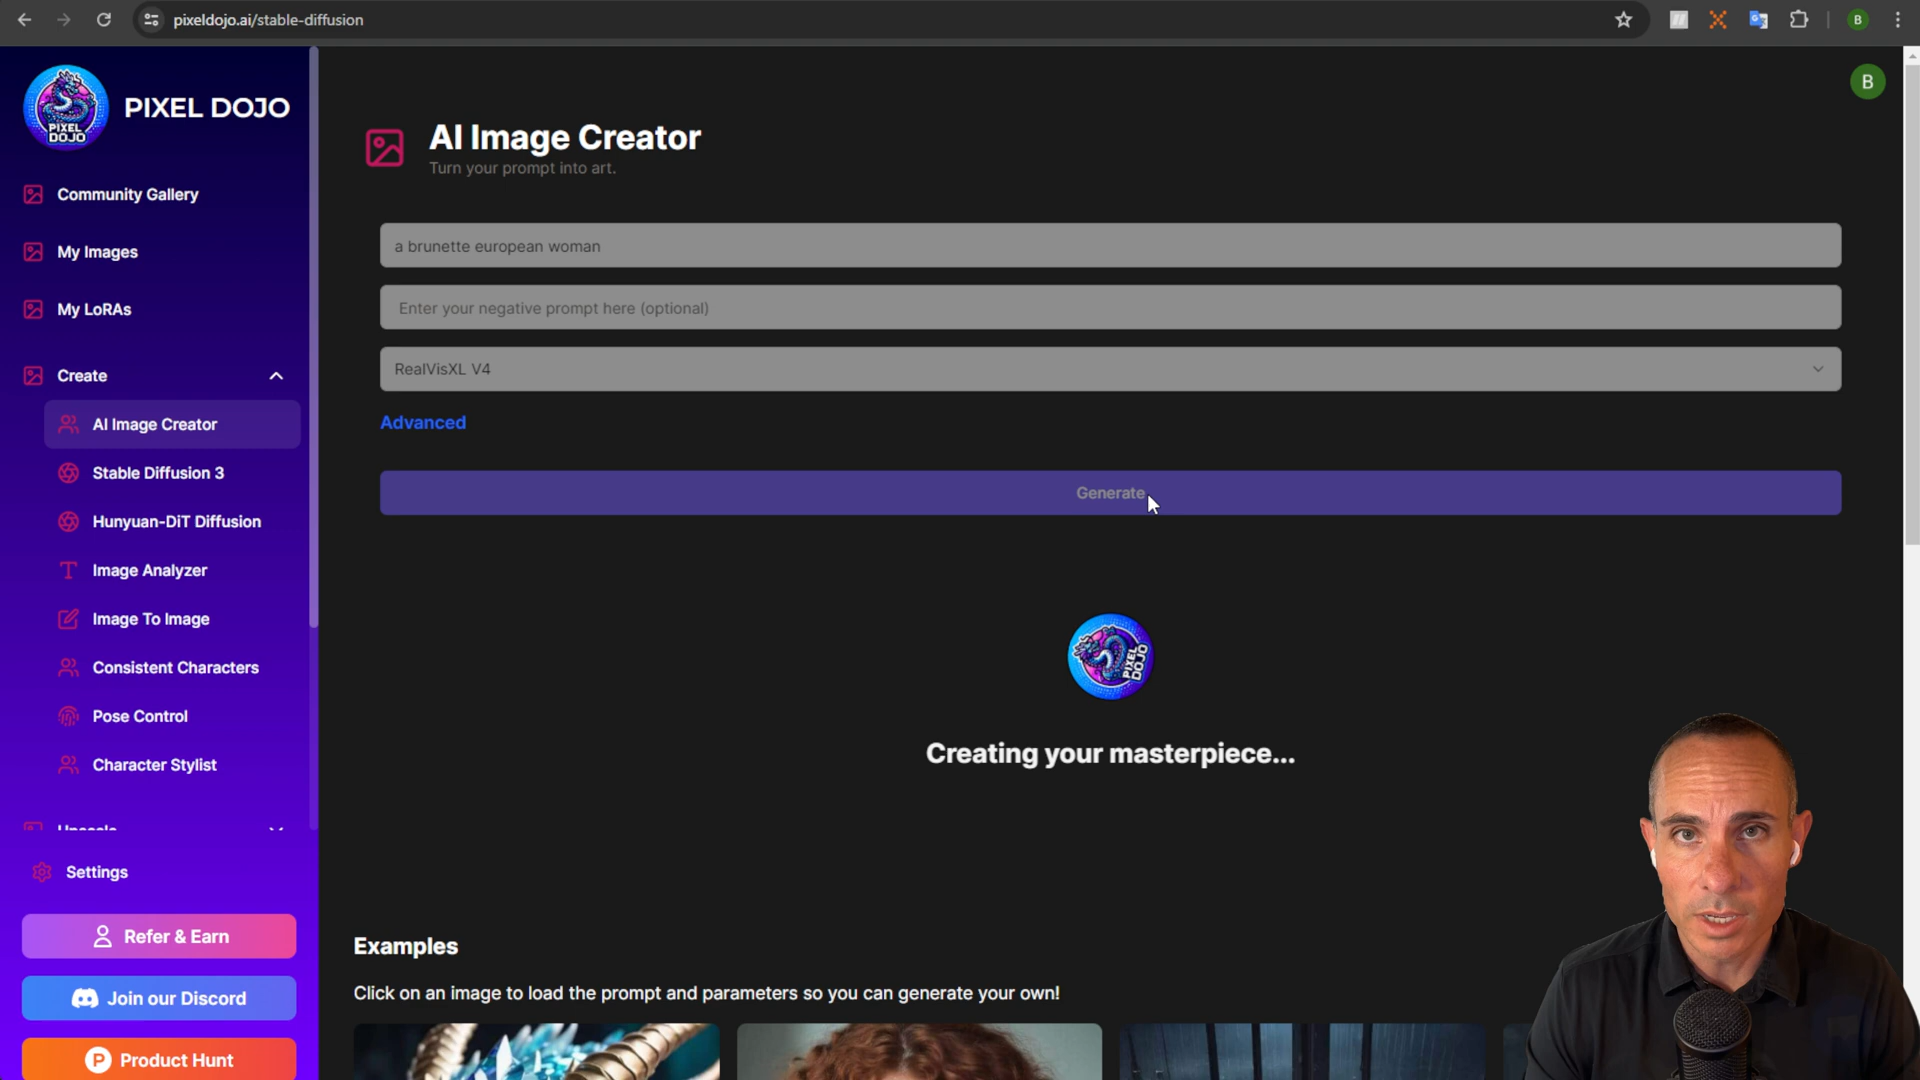 pixeldojo.ai/stable-diffusion
B
PIXEL DOJO
PIXEL
DOJO
B
AI Image Creator
Turn your prompt into art.
Community Gallery
My Images
My LoRAs
Create
AI Image Creator
Stable Diffusion 3
Hunyuan-DiT Diffusion
Image Analyzer
Image To Image
Consistent Characters
Pose Control
Character Stylist
Upscale
Settings
Refer & Earn
Join our Discord
P Product Hunt
a brunette european woman
Enter your negative prompt here (optional)
RealVisXL V4
Advanced
Generate
PIXEL
DOJO
Creating your masterpiece...
Examples
Click on an image to load the prompt and parameters so you can generate your own!